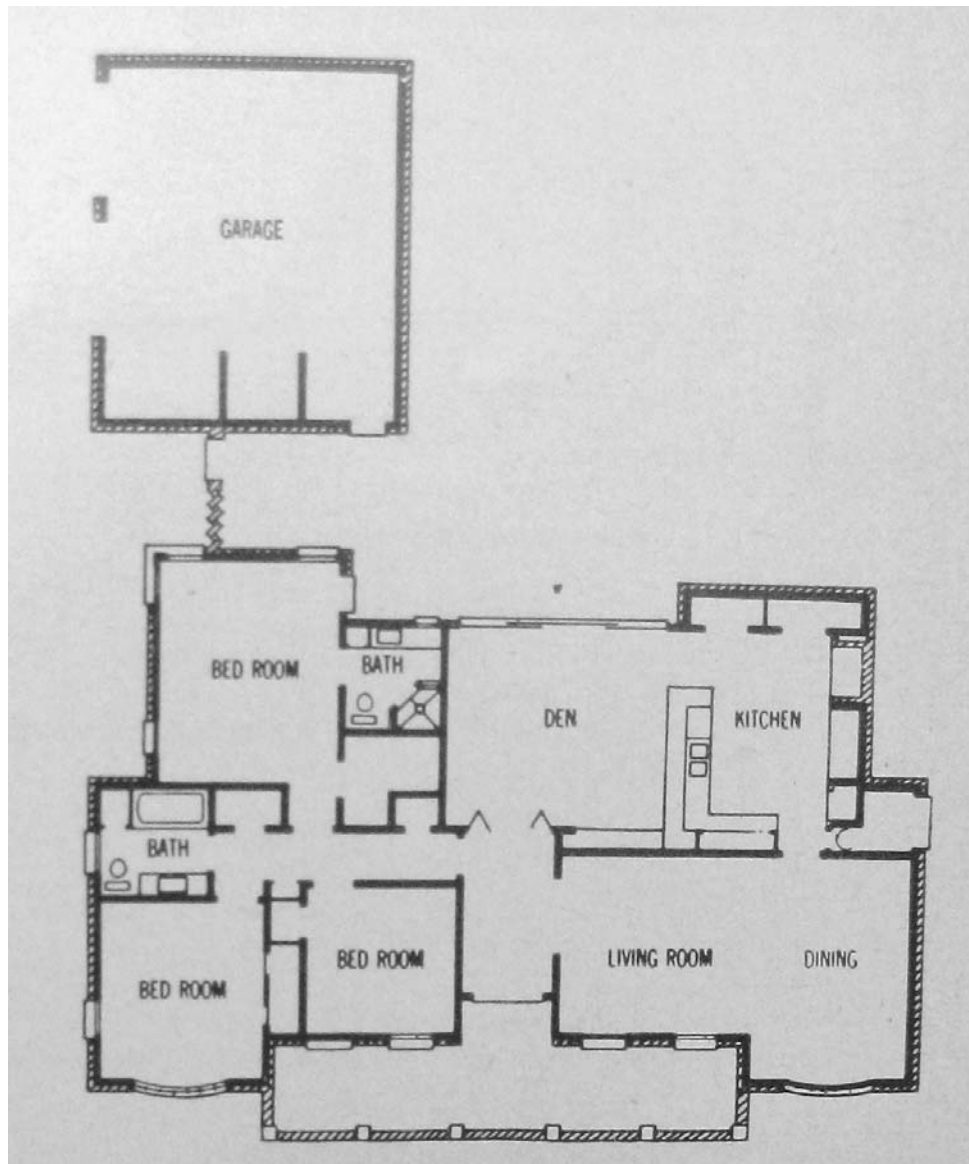 GARAGE
BED ROOM
BATH
DEN
KITCHEN
BATH
BED ROOM
BED ROOM
LIVING ROOM
DINING